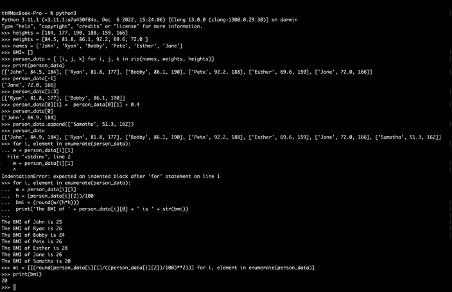 tt@MacBook-Pro ~ % python3
Python 3.11.1 (v3.11.1:a7a450f84a, Dec 6 2022, 15:24:06) [Clang 13.0.0 (clang-1300.0.29.30)] on darwin
Type "help", "copyright", "credits" or "license" for more information.
>>> heights = [184, 177, 190, 188, 159, 166]
>>> weights = [84.5, 81.8, 86.1, 92.2, 69.6, 72.0 ]
>>> names = ['John', 'Ryan', 'Bobby', 'Pete', 'Esther', 'Jane']
>>> BMI= []
>>> person_data = [ [i, j, k] for i, j, k in zip(names, weights, heights)]
>>> print(person_data)
[['John', 84.5, 184], ['Ryan', 81.8, 177], ['Bobby', 86.1, 190], ['Pete', 92.2, 188], ['Esther', 69.6, 159], ['Jane', 72.0, 166]]
>>> person_data[-1]
['Jane', 72.0, 166]
>>> person_data[1:3]
[['Ryan', 81.8, 177], ['Bobby', 86.1, 190]]
>>> person_data[0][1] = person_data[0][1] + 0.4
>>> person_data[0]
['John', 84.9, 184]
>>> person_data.append(['Samatha', 51.3, 162])
>>> person_data
[['John', 84.9, 184], ['Ryan', 81.8, 177], ['Bobby', 86.1, 190], ['Pete', 92.2, 188], ['Esther', 69.6, 159], ['Jane', 72.0, 166], ['Samatha', 51.3, 162]]
>>> for i, element in enumerate(person_data):
... w = person_data[i][1]
File "<stdin>", line 2
w = person_data[i][1]
^
IndentationError: expected an indented block after 'for' statement on line 1
>>> for i, element in enumerate(person_data):
... w = person_data[i][1]
... h = (person_data[i][2])/100
... bmi = (round(w/(h*h)))
... print('The BMI of ' + person_data[i][0] + ' is ' + str(bmi))
...
The BMI of John is 25
The BMI of Ryan is 26
The BMI of Bobby is 24
The BMI of Pete is 26
The BMI of Esther is 28
The BMI of Jane is 26
The BMI of Samatha is 20
>>> mi = [[(round(person_data[i][1]/((person_data[i][2])/100)**2))] for i, element in enumerate(person_data)]
>>> print(bmi)
20
>>>